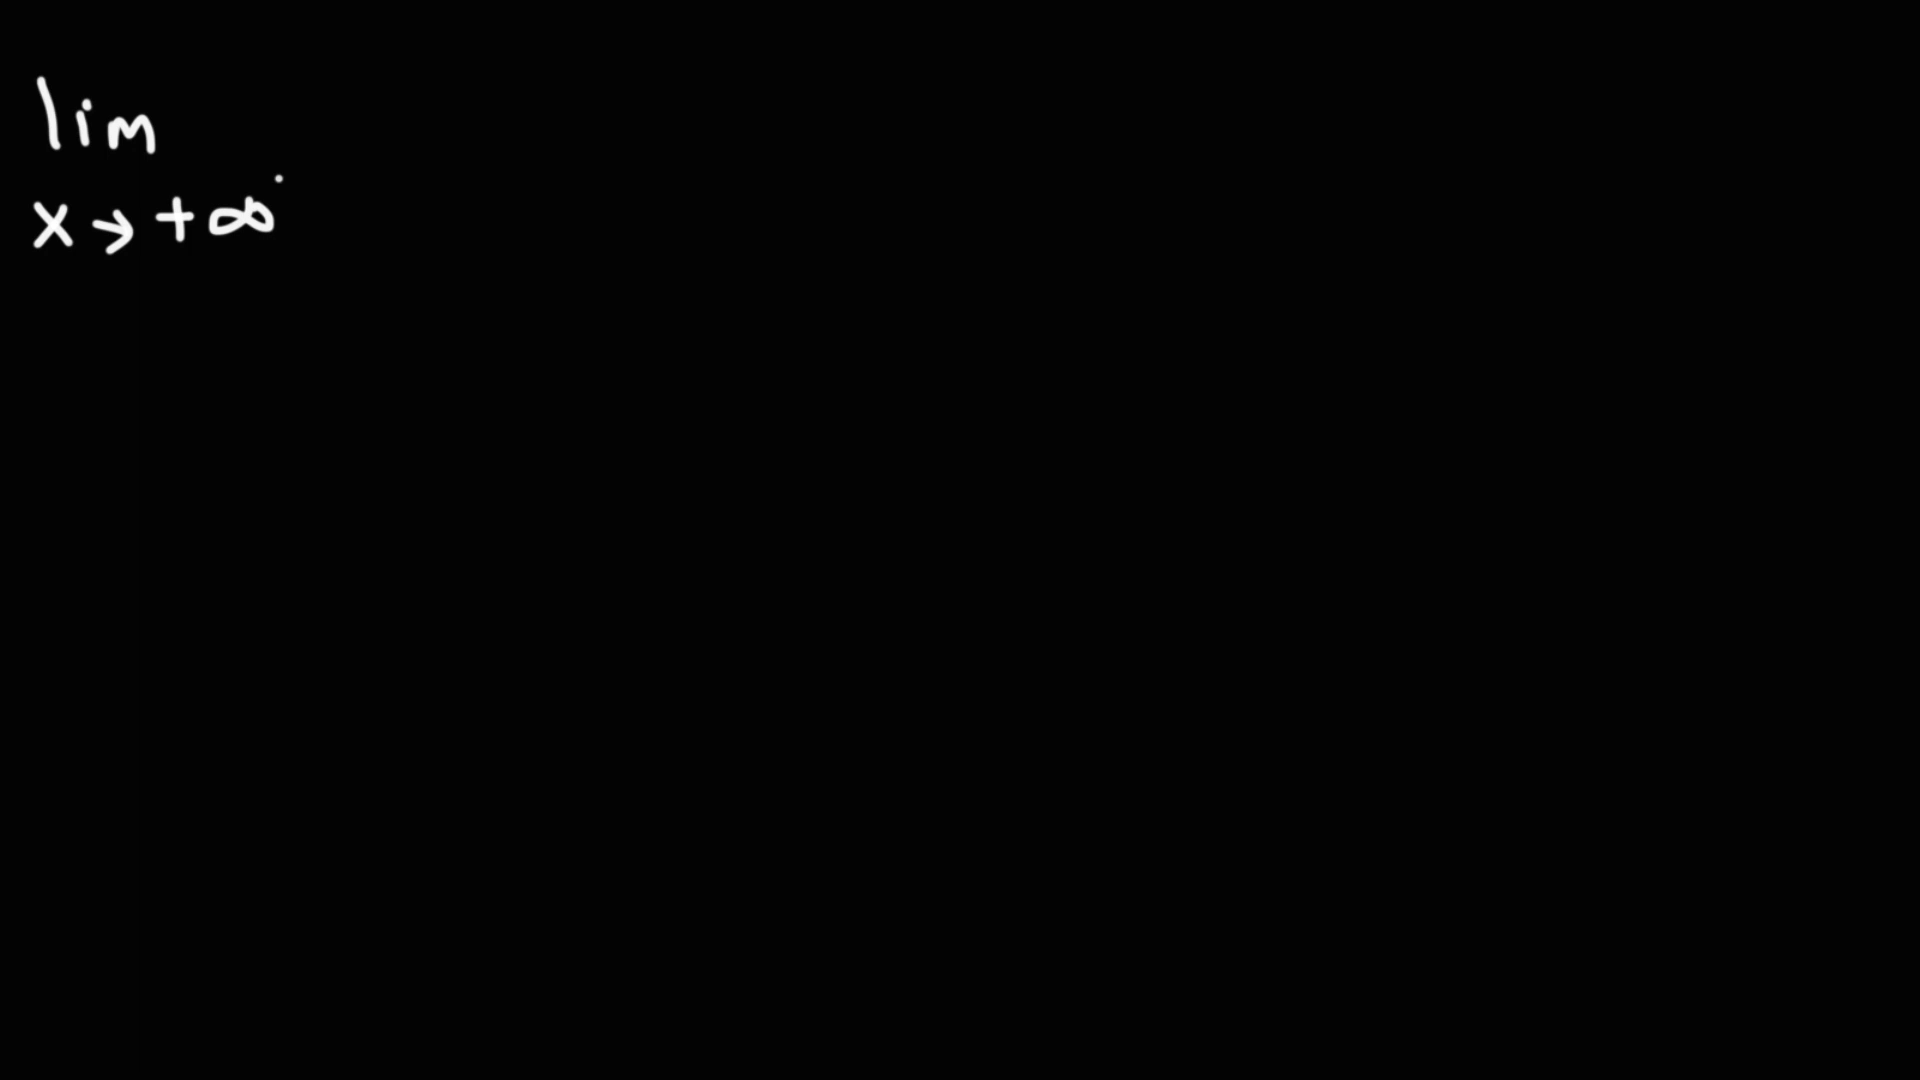 lim
x → +∞